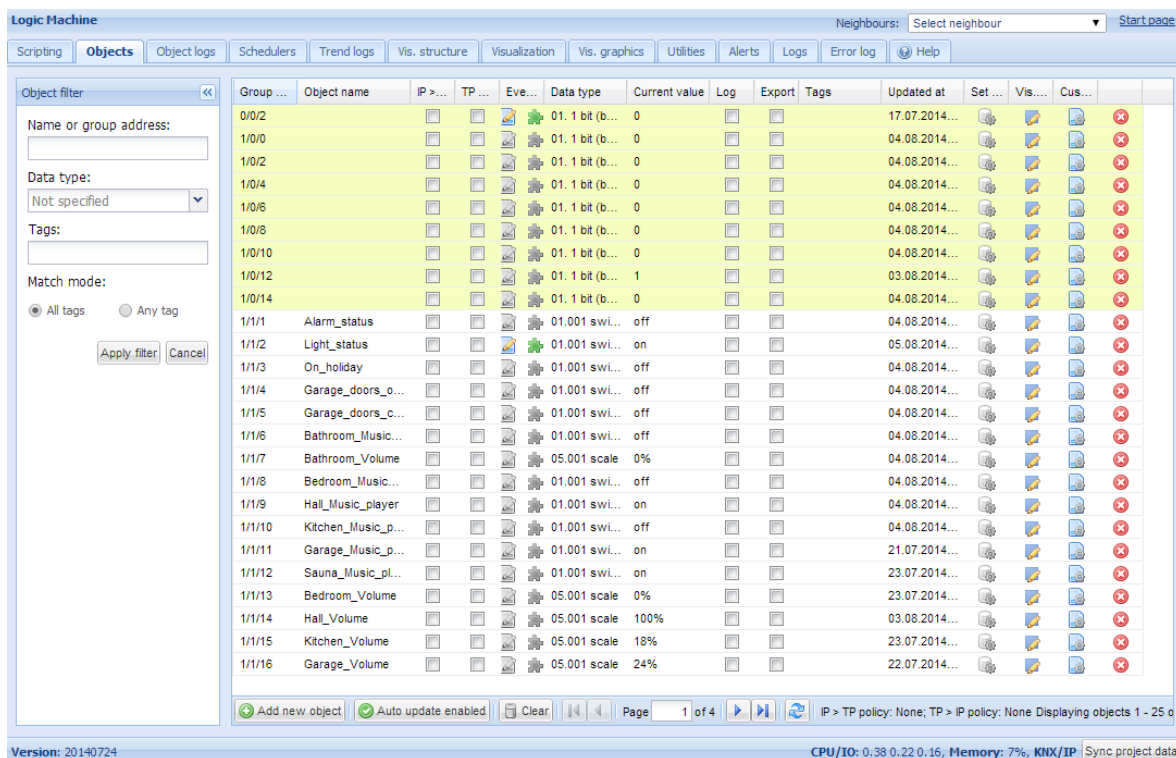 Logic Machine
Neighbours: Select neighbour Start page
Scripting Objects Object logs Schedulers Trend logs Vis. structure Visualization Vis. graphics Utilities Alerts Logs Error log Help
Object filter
Name or group address:
Data type:
Not specified
Tags:
Match mode:
All tags Any tag
Apply filter Cancel
Group ... Object name IP >... TP ... Eve... Data type Current value Log Export Tags Updated at Set ... Vis.... Cus...
0/0/2 01. 1 bit (b... 0 17.07.2014...
1/0/0 01. 1 bit (b... 0 04.08.2014...
1/0/2 01. 1 bit (b... 0 04.08.2014...
1/0/4 01. 1 bit (b... 0 04.08.2014...
1/0/6 01. 1 bit (b... 0 04.08.2014...
1/0/8 01. 1 bit (b... 0 04.08.2014...
1/0/10 01. 1 bit (b... 0 04.08.2014...
1/0/12 01. 1 bit (b... 1 03.08.2014...
1/0/14 01. 1 bit (b... 0 04.08.2014...
1/1/1 Alarm_status 01.001 swi... off 04.08.2014...
1/1/2 Light_status 01.001 swi... on 05.08.2014...
1/1/3 On_holiday 01.001 swi... off 04.08.2014...
1/1/4 Garage_doors_o... 01.001 swi... off 04.08.2014...
1/1/5 Garage_doors_c... 01.001 swi... off 04.08.2014...
1/1/6 Bathroom_Music... 01.001 swi... off 04.08.2014...
1/1/7 Bathroom_Volume 05.001 scale 0% 04.08.2014...
1/1/8 Bedroom_Music... 01.001 swi... off 04.08.2014...
1/1/9 Hall_Music_player 01.001 swi... on 04.08.2014...
1/1/10 Kitchen_Music_p... 01.001 swi... off 04.08.2014...
1/1/11 Garage_Music_p... 01.001 swi... on 21.07.2014...
1/1/12 Sauna_Music_pl... 01.001 swi... on 23.07.2014...
1/1/13 Bedroom_Volume 05.001 scale 0% 23.07.2014...
1/1/14 Hall_Volume 05.001 scale 100% 03.08.2014...
1/1/15 Kitchen_Volume 05.001 scale 18% 23.07.2014...
1/1/16 Garage_Volume 05.001 scale 24% 22.07.2014...
Add new object Auto update enabled Clear Page 1 of 4 IP > TP policy: None; TP > IP policy: None Displaying objects 1 - 25 o
Version: 20140724 CPU/IO: 0.38 0.22 0.16, Memory: 7%, KNX/IP Sync project data